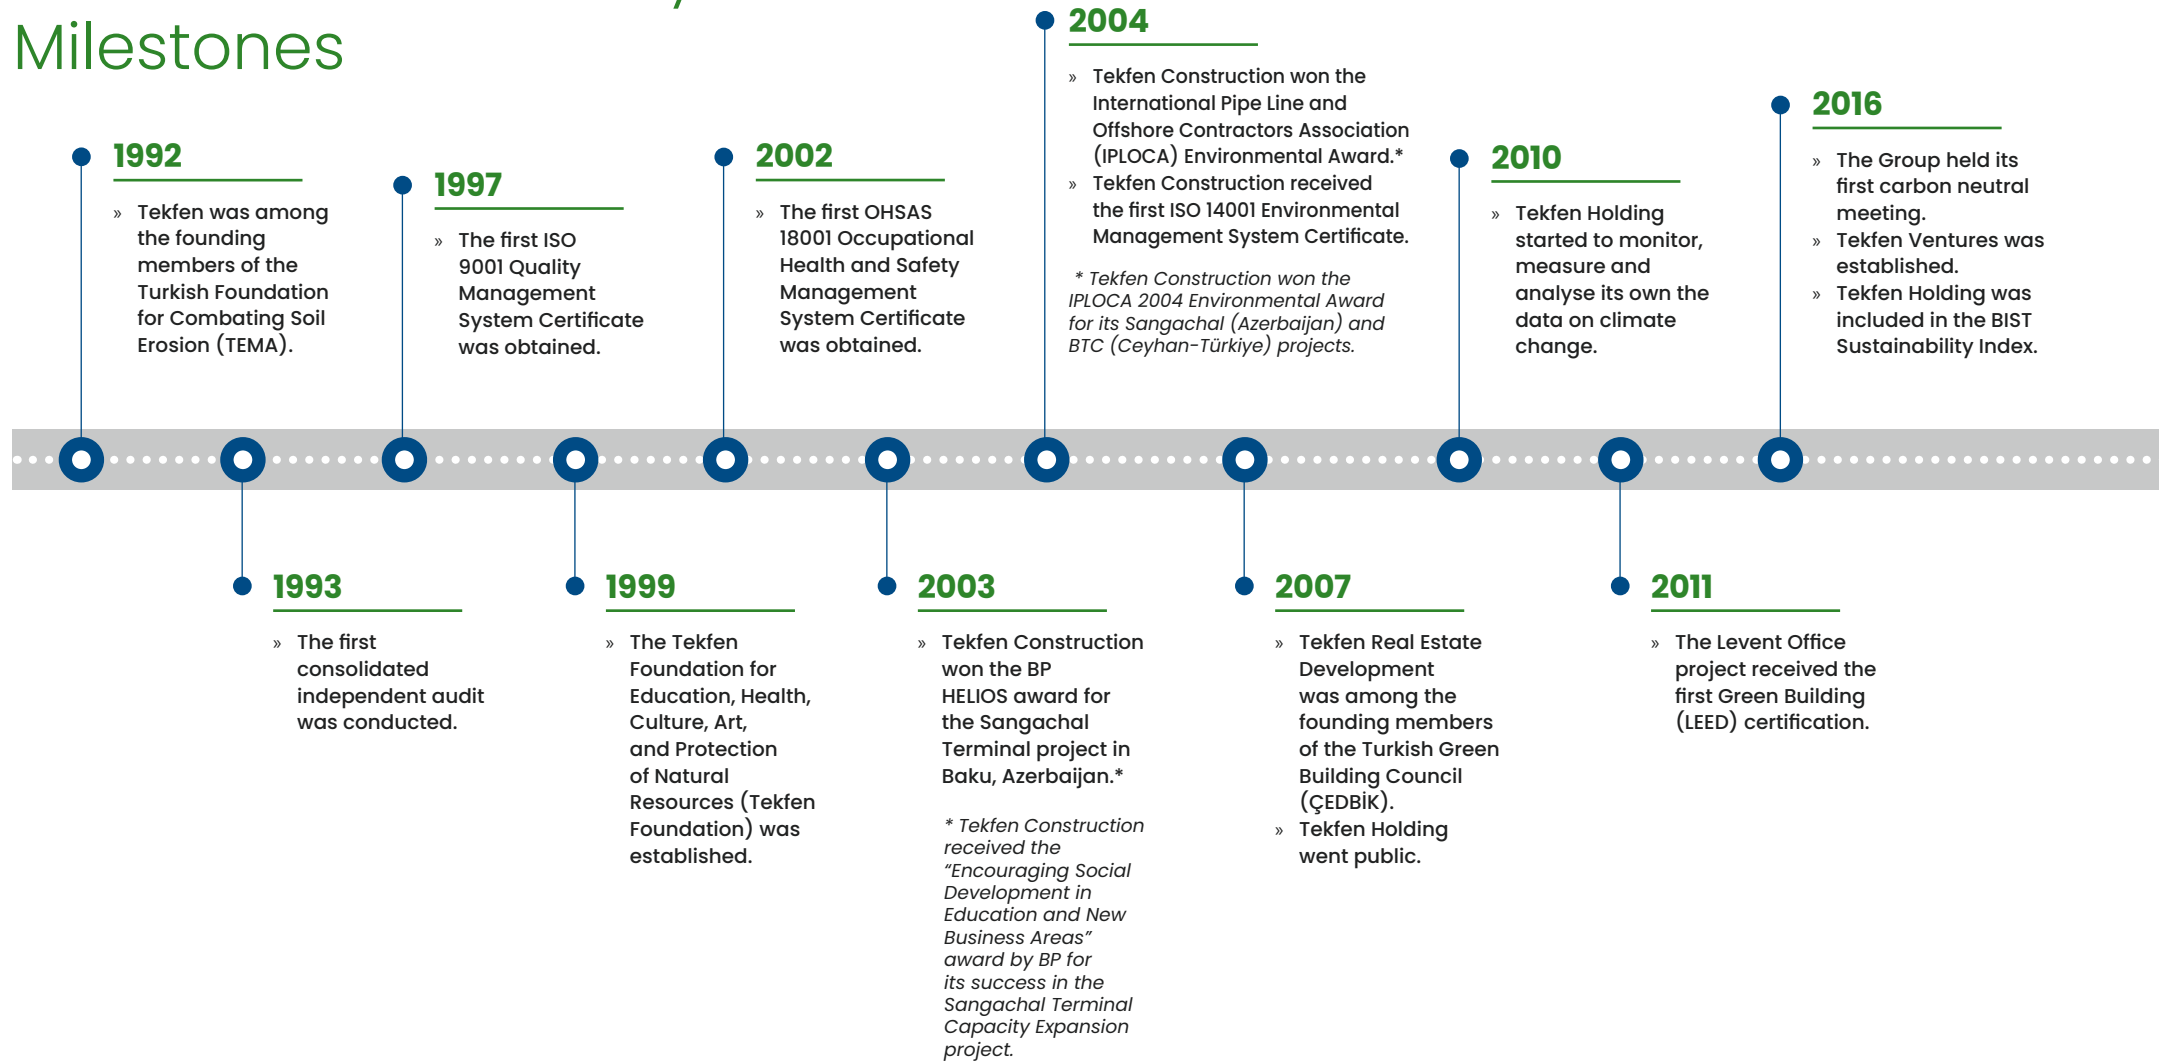 Milestones
1992
» Tekfen was among
the founding
members of the
Turkish Foundation
for Combating Soil
Erosion (TEMA).
1993
» The first
consolidated
independent audit
was conducted.
1997
» The first ISO
9001 Quality
Management
System Certificate
was obtained.
1999
» The Tekfen
Foundation for
Education, Health,
Culture, Art,
and Protection
of Natural
Resources (Tekfen
Foundation) was
established.
2002
» The first OHSAS
18001 Occupational
Health and Safety
Management
System Certificate
was obtained.
2003
» Tekfen Construction
won the BP
HELIOS award for
the Sangachal
Terminal project in
Baku, Azerbaijan.*
* Tekfen Construction
received the
“Encouraging Social
Development in
Education and New
Business Areas”
award by BP for
its success in the
Sangachal Terminal
Capacity Expansion
project.
2004
» Tekfen Construction won the
International Pipe Line and
Offshore Contractors Association
(IPLOCA) Environmental Award.*
» Tekfen Construction received
the first ISO 14001 Environmental
Management System Certificate.
* Tekfen Construction won the
IPLOCA 2004 Environmental Award
for its Sangachal (Azerbaijan) and
BTC (Ceyhan-Türkiye) projects.
2007
» Tekfen Real Estate
Development
was among the
founding members
of the Turkish Green
Building Council
(ÇEDBİK).
» Tekfen Holding
went public.
2010
» Tekfen Holding
started to monitor,
measure and
analyse its own the
data on climate
change.
2011
» The Levent Office
project received the
first Green Building
(LEED) certification.
2016
» The Group held its
first carbon neutral
meeting.
» Tekfen Ventures was
established.
» Tekfen Holding was
included in the BIST
Sustainability Index.